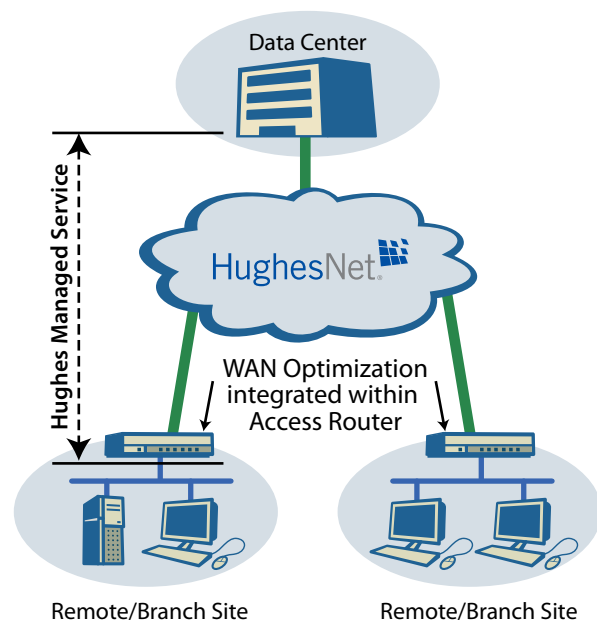 Data Center
Hughes Managed Service
HughesNet®
WAN Optimization
integrated within
Access Router
Remote/Branch Site
Remote/Branch Site